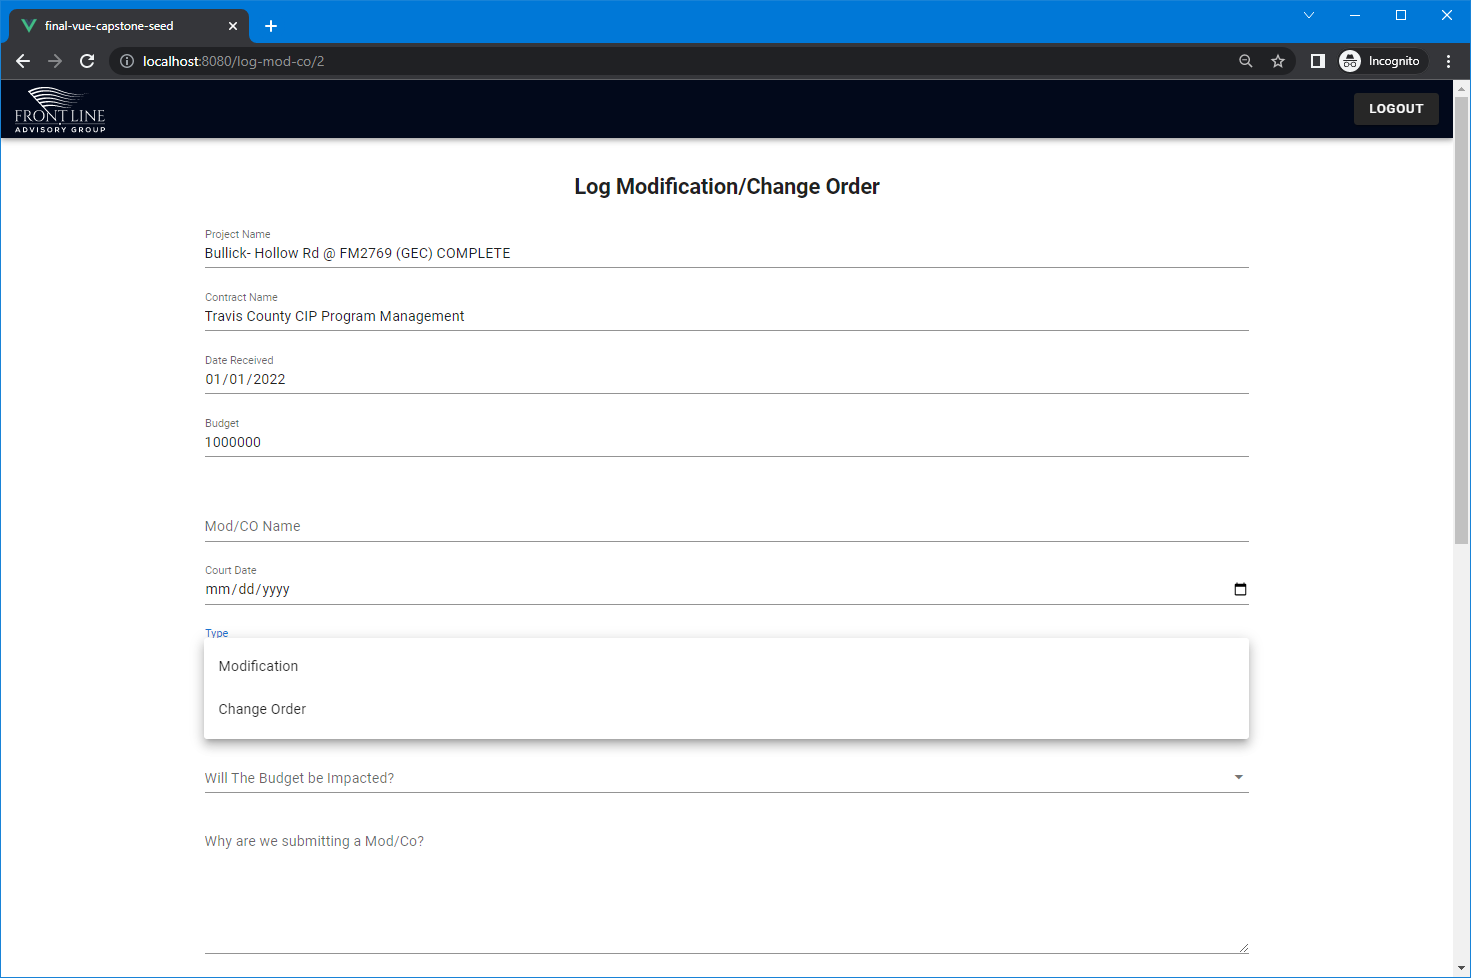 final-vue-capstone-seed
localhost:8080/log-mod-co/2
Incognito
FRONT LINE
ADVISORY GROUP
LOGOUT
Log Modification/Change Order
Project Name
Bullick- Hollow Rd @ FM2769 (GEC) COMPLETE
Contract Name
Travis County CIP Program Management
Date Received
01/01/2022
Budget
1000000
Mod/CO Name
Court Date
mm/dd/yyyy
Type
Modification
Change Order
Will The Budget be Impacted?
Why are we submitting a Mod/Co?